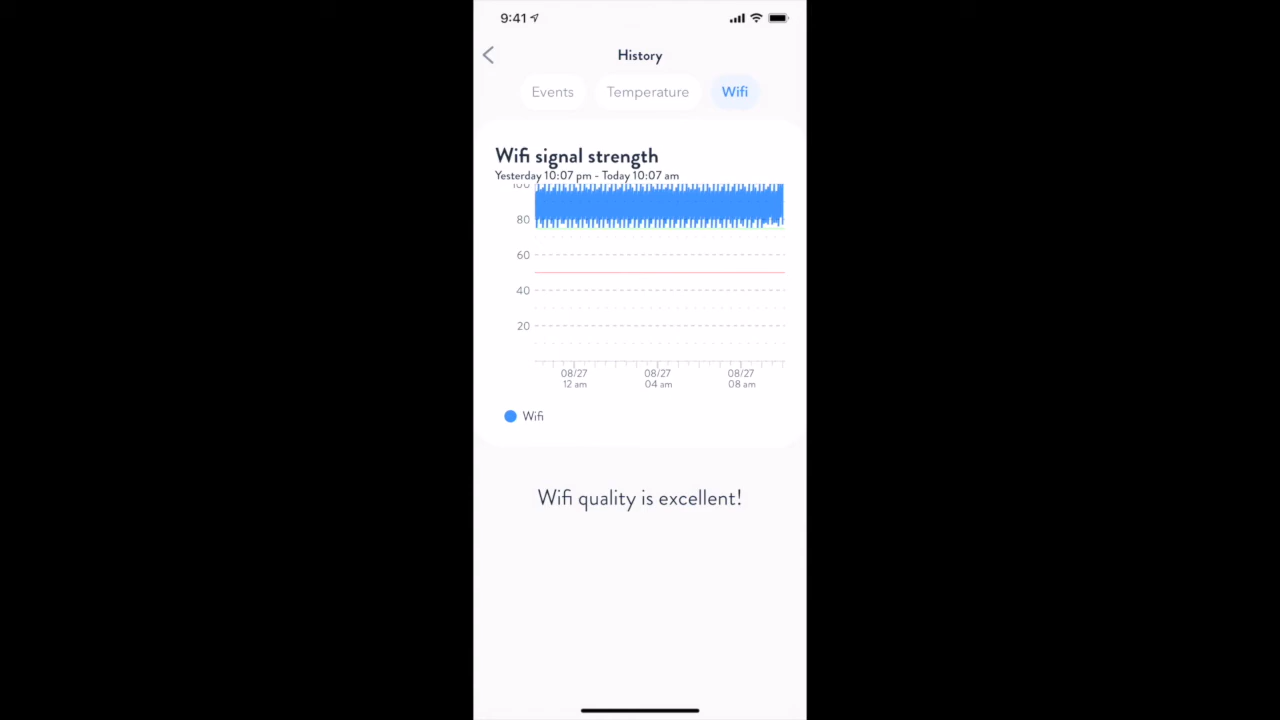 9:41
History
Events Temperature Wifi
Wifi signal strength
Yesterday 10:07 pm - Today 10:07 am
100
80
60
40
20
08/27 08/27 08/27
12 am 04 am 08 am
Wifi
Wifi quality is excellent!